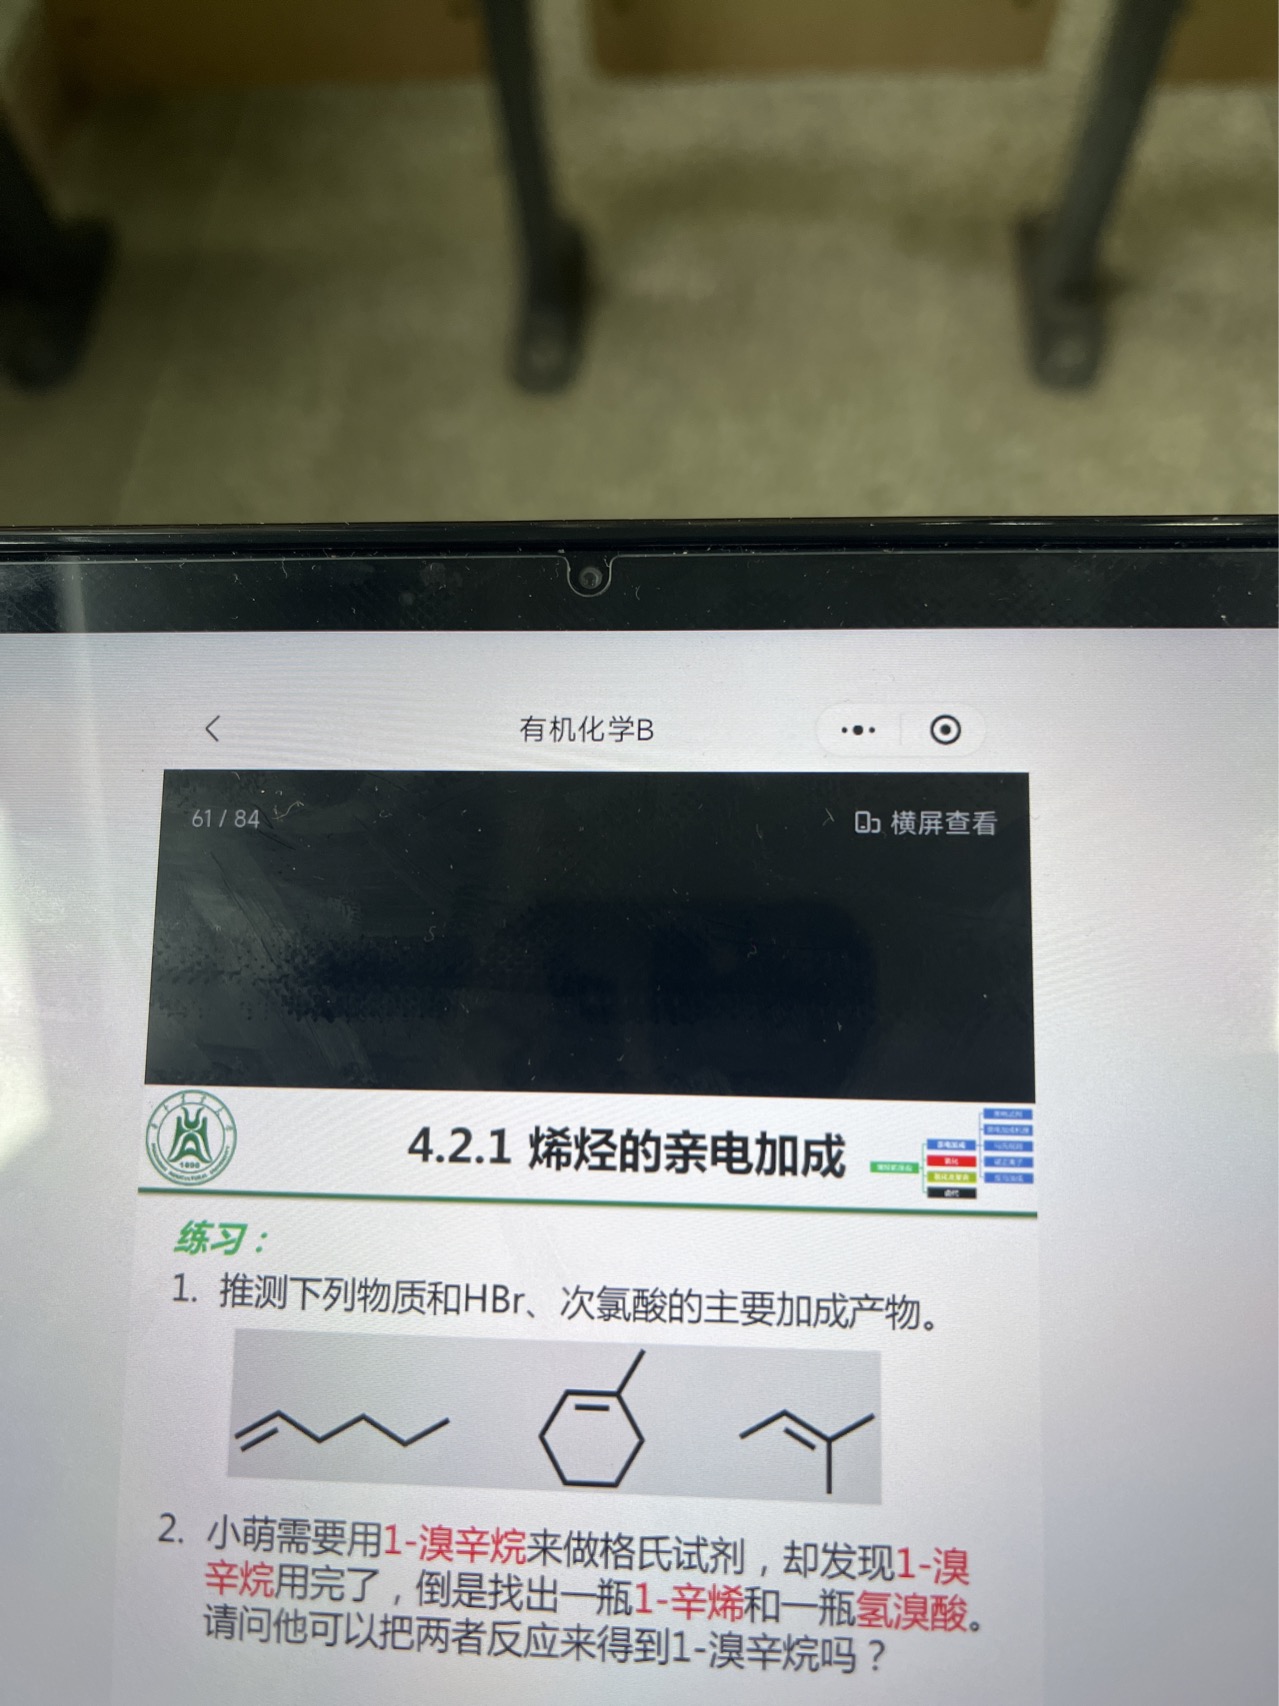 有机化学B
61 / 84
横屏查看
4.2.1 烯烃的亲电加成
1896
练习：
1. 推测下列物质和HBr、次氯酸的主要加成产物。
2. 小萌需要用1-溴辛烷来做格氏试剂，却发现1-溴
辛烷用完了，倒是找出一瓶1-辛烯和一瓶氢溴酸。
请问他可以把两者反应来得到1-溴辛烷吗？